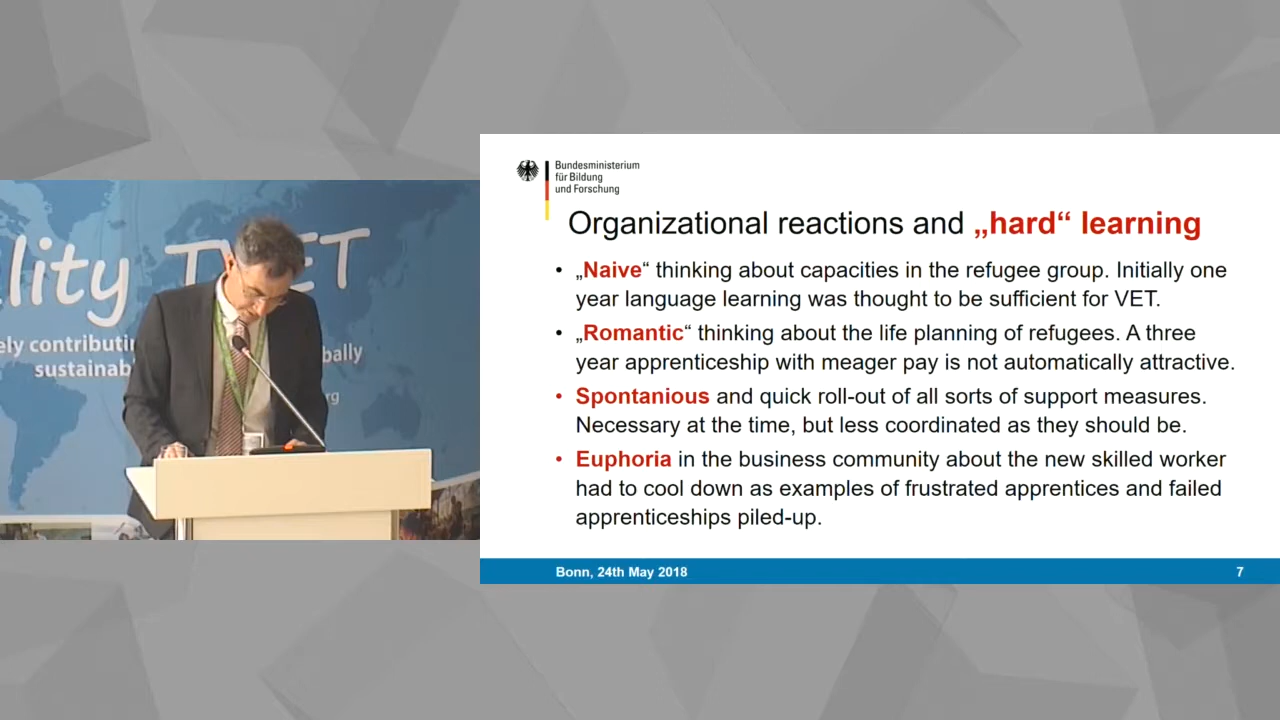 ility TVET
ely contributi bally
sustainab rg
Bundesministerium
für Bildung
und Forschung
Organizational reactions and „hard“ learning
• „Naive“ thinking about capacities in the refugee group. Initially one
year language learning was thought to be sufficient for VET.
• „Romantic“ thinking about the life planning of refugees. A three
year apprenticeship with meager pay is not automatically attractive.
• Spontanious and quick roll-out of all sorts of support measures.
Necessary at the time, but less coordinated as they should be.
• Euphoria in the business community about the new skilled worker
had to cool down as examples of frustrated apprentices and failed
apprenticeships piled-up.
Bonn, 24th May 2018 7